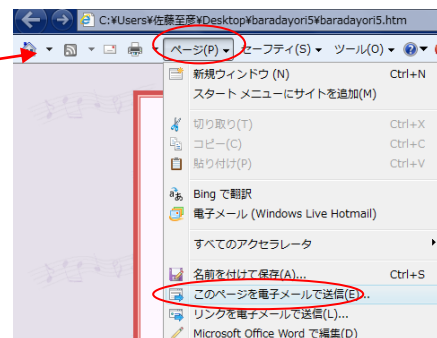 C:¥Users¥佐藤至彦¥Desktop¥baradayori5¥baradayori5.htm
ページ(P) セーフティ(S) ツール(O)
新規ウィンドウ(N) Ctrl+N
スタート メニューにサイトを追加(M)
切り取り(T) Ctrl+X
コピー(C) Ctrl+C
貼り付け(P) Ctrl+V
Bing で翻訳
電子メール (Windows Live Hotmail)
すべてのアクセラレータ
名前を付けて保存(A)... Ctrl+S
このページを電子メールで送信(E)...
リンクを電子メールで送信(L)...
Microsoft Office Word で編集(D)